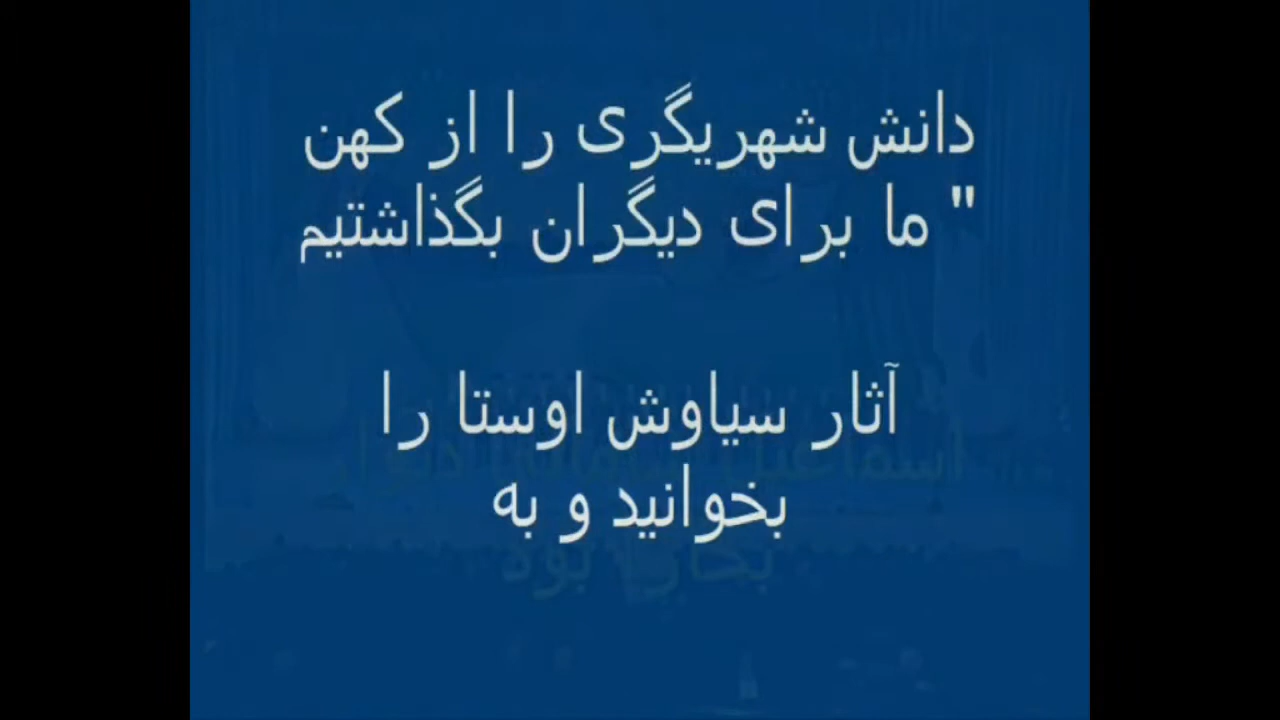 دانش شهریگری را از کهن
" ما برای دیگران بگذاشتیم
آثار سیاوش اوستا را
بخوانید و به